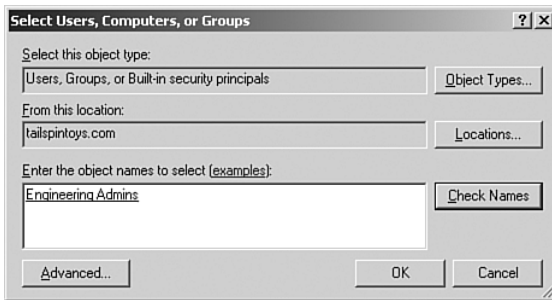 Select Users, Computers, or Groups
Select this object type:
Users, Groups, or Built-in security principals
Object Types...
From this location:
tailspintoys.com
Locations...
Enter the object names to select (examples):
Engineering Admins
Check Names
Advanced...
OK
Cancel